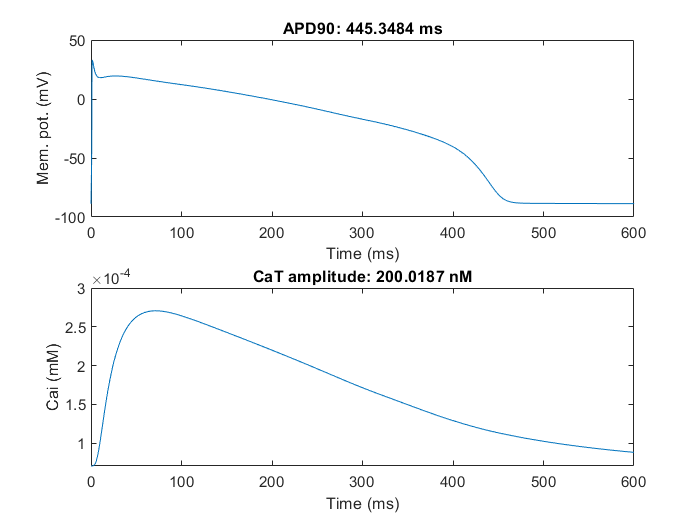 APD90: 445.3484 ms
50
0
-50
-100
Mem. pot. (mV)
0 100 200 300 400 500 600
Time (ms)
×10-4
CaT amplitude: 200.0187 nM
3
2.5
2
1.5
1
Cai (mM)
0 100 200 300 400 500 600
Time (ms)